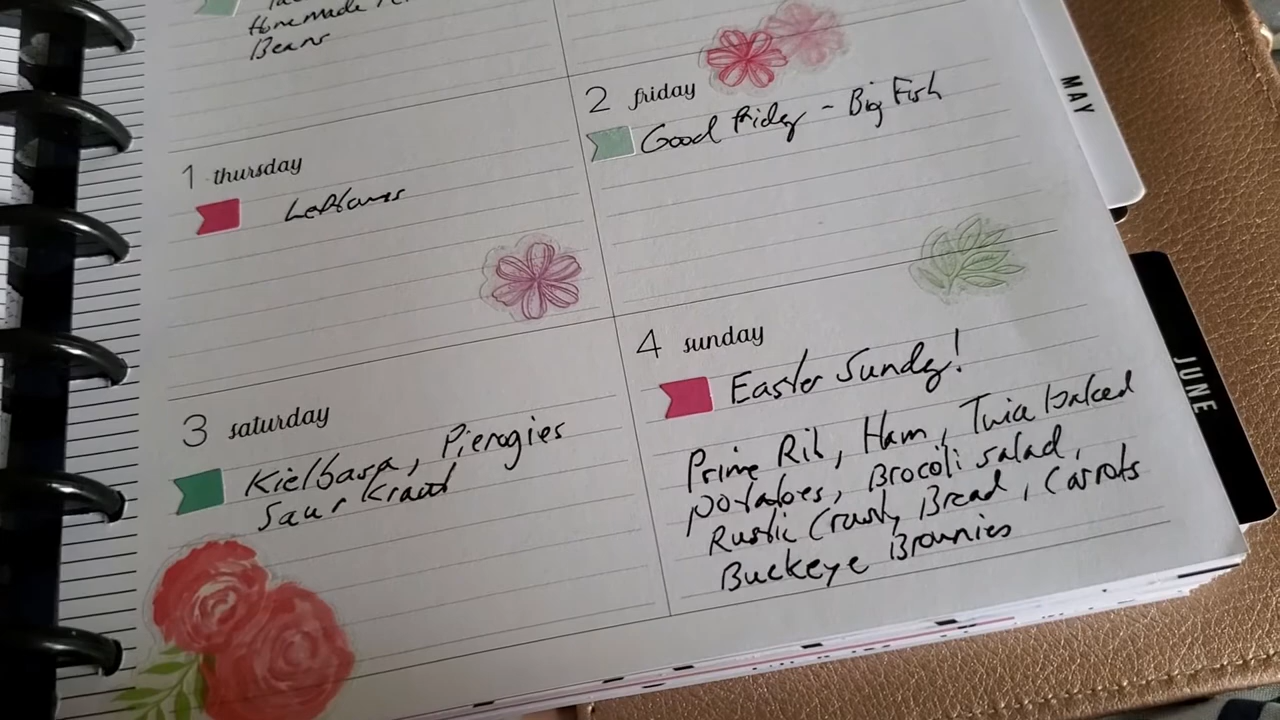 Homemade
Beans
1 thursday
Leftovers
2 friday
Good Friday - Big Fish
3 saturday
Kielbasa, Pierogies
Saur Kraut
4 sunday
Easter Sunday!
Prime Rib, Ham, Twice baked
potatoes, Brocoli salad,
Rustic Crusty Bread, Carrots
Buckeye Brownies
MAY
JUNE